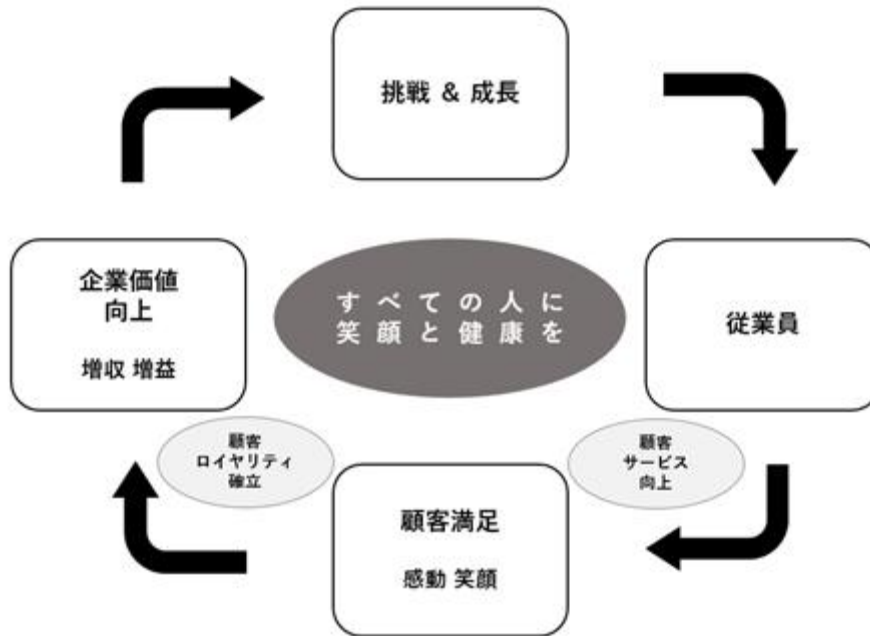 挑戦 & 成長
企業価値
向上
増収 増益
すべての人に
笑顔と健康を
従業員
顧客
ロイヤリティ
確立
顧客
サービス
向上
顧客満足
感動 笑顔